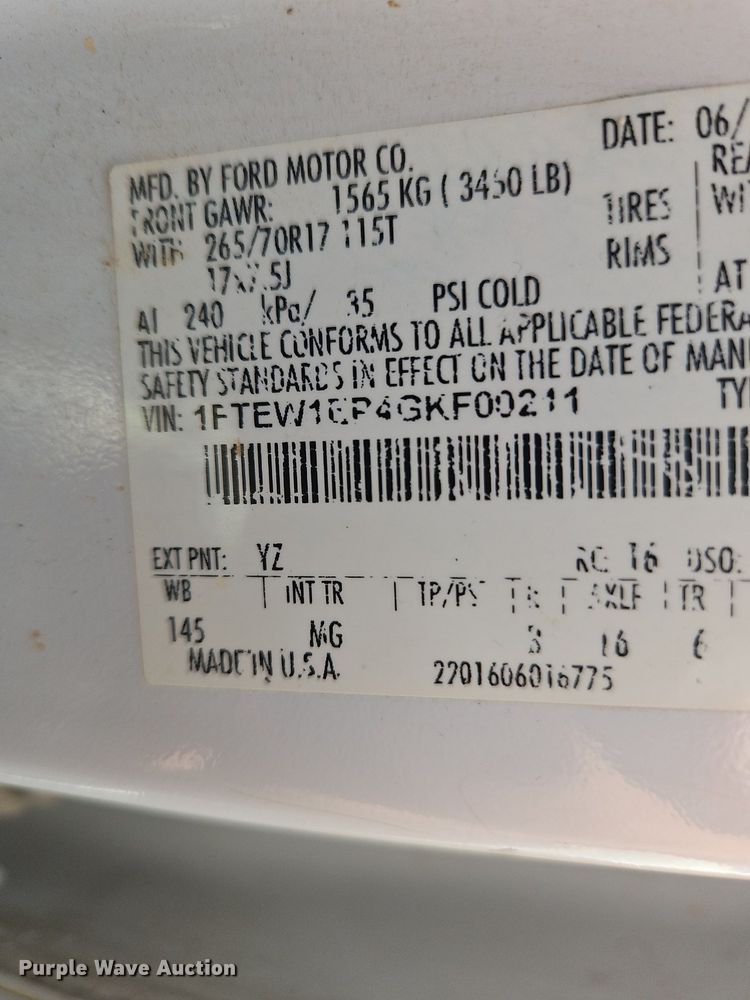 DATE: 06/
MFD. BY FORD MOTOR CO.
FRONT GAWR: 1565 KG ( 3450 LB)
WITH 265/70R17 115T TIRES
17x7.5J RIMS
AT 240 kPa/ 35 PSI COLD AT
THIS VEHICLE CONFORMS TO ALL APPLICABLE FEDERA
SAFETY STANDARDS IN EFFECT ON THE DATE OF MAN
VIN: 1FTEW1EP4GKF00211 TY
EXT PNT: YZ RC: 16 DSO:
WB INT TR TP/PS R AXLE TR
145 MG 3 16 6
MADE IN U.S.A. 2201606016775
Purple Wave Auction